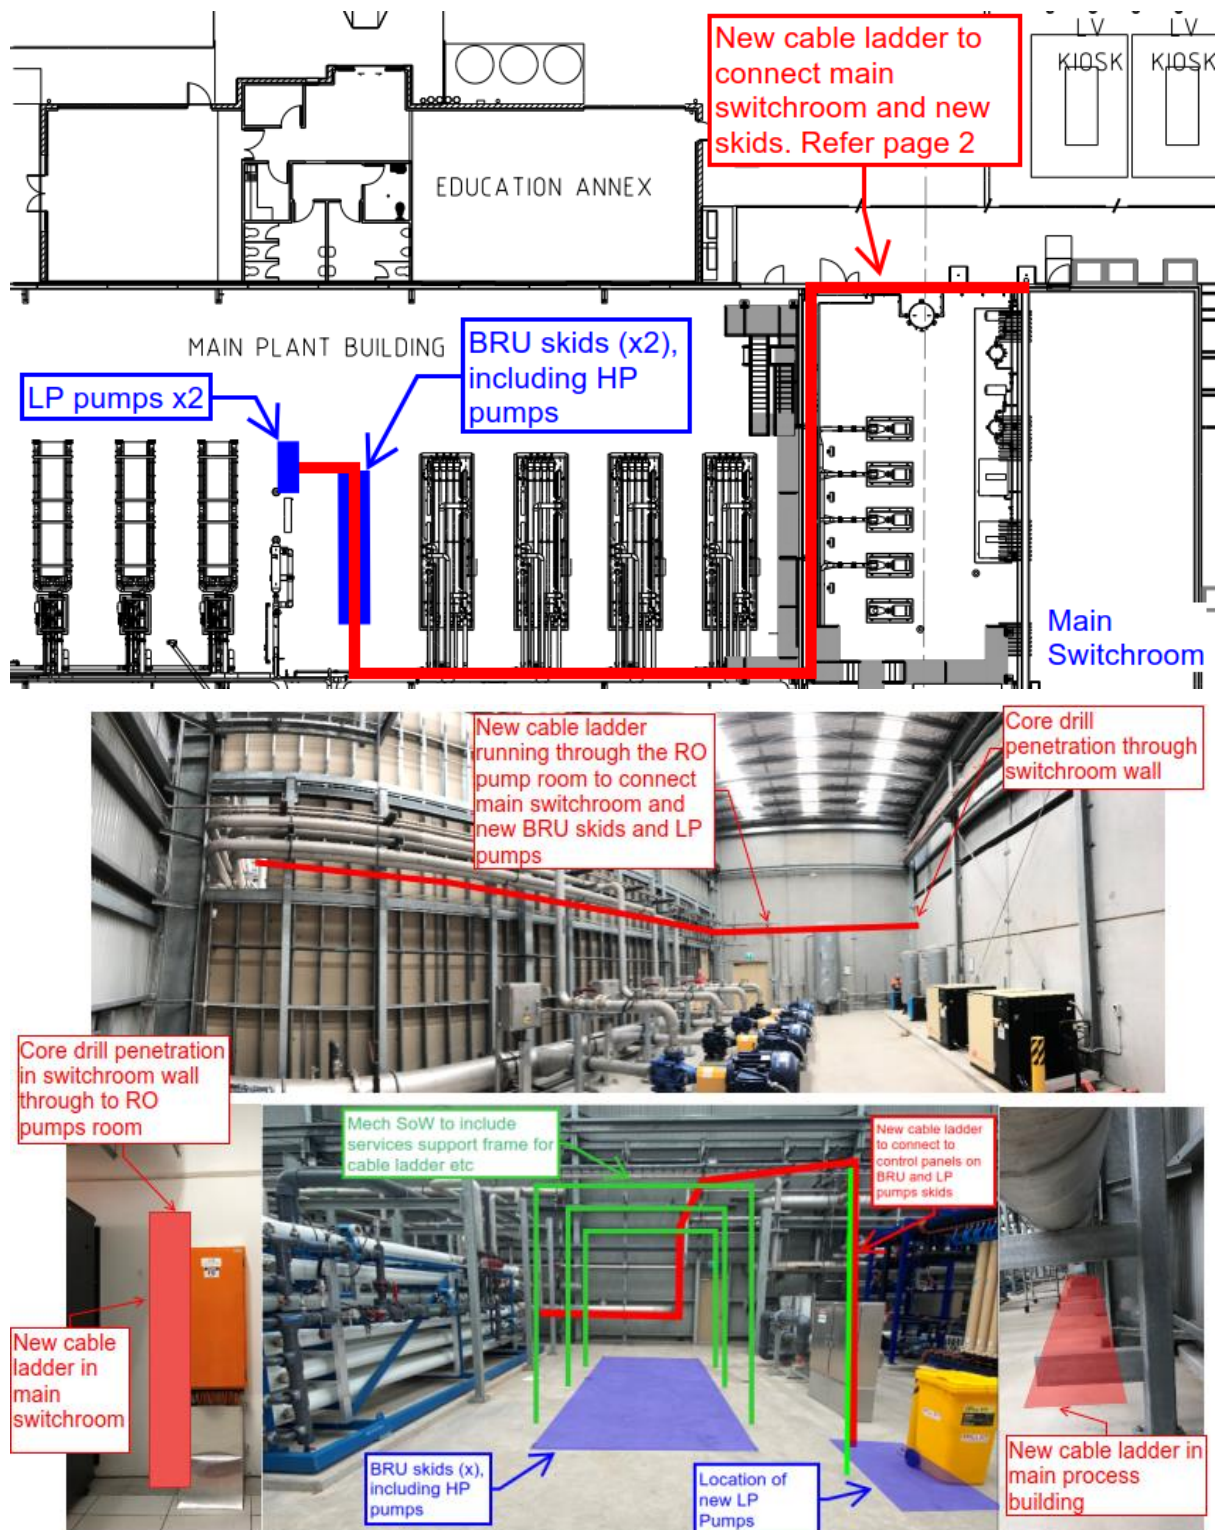 New cable ladder to
connect main
switchroom and new
skids. Refer page 2
LV
KIOSK
LV
KIOSK
EDUCATION ANNEX
MAIN PLANT BUILDING
BRU skids (x2),
including HP
pumps
LP pumps x2
Main
Switchroom
New cable ladder
running through the RO
pump room to connect
main switchroom and
new BRU skids and LP
pumps
Core drill
penetration through
switchroom wall
Core drill penetration
in switchroom wall
through to RO
pumps room
Mech SoW to include
services support frame for
cable ladder etc
New cable ladder
to connect to
control panels on
BRU and LP
pumps skids
New cable
ladder in
main
switchroom
BRU skids (x),
including HP
pumps
Location of
new LP
Pumps
New cable ladder in
main process
building